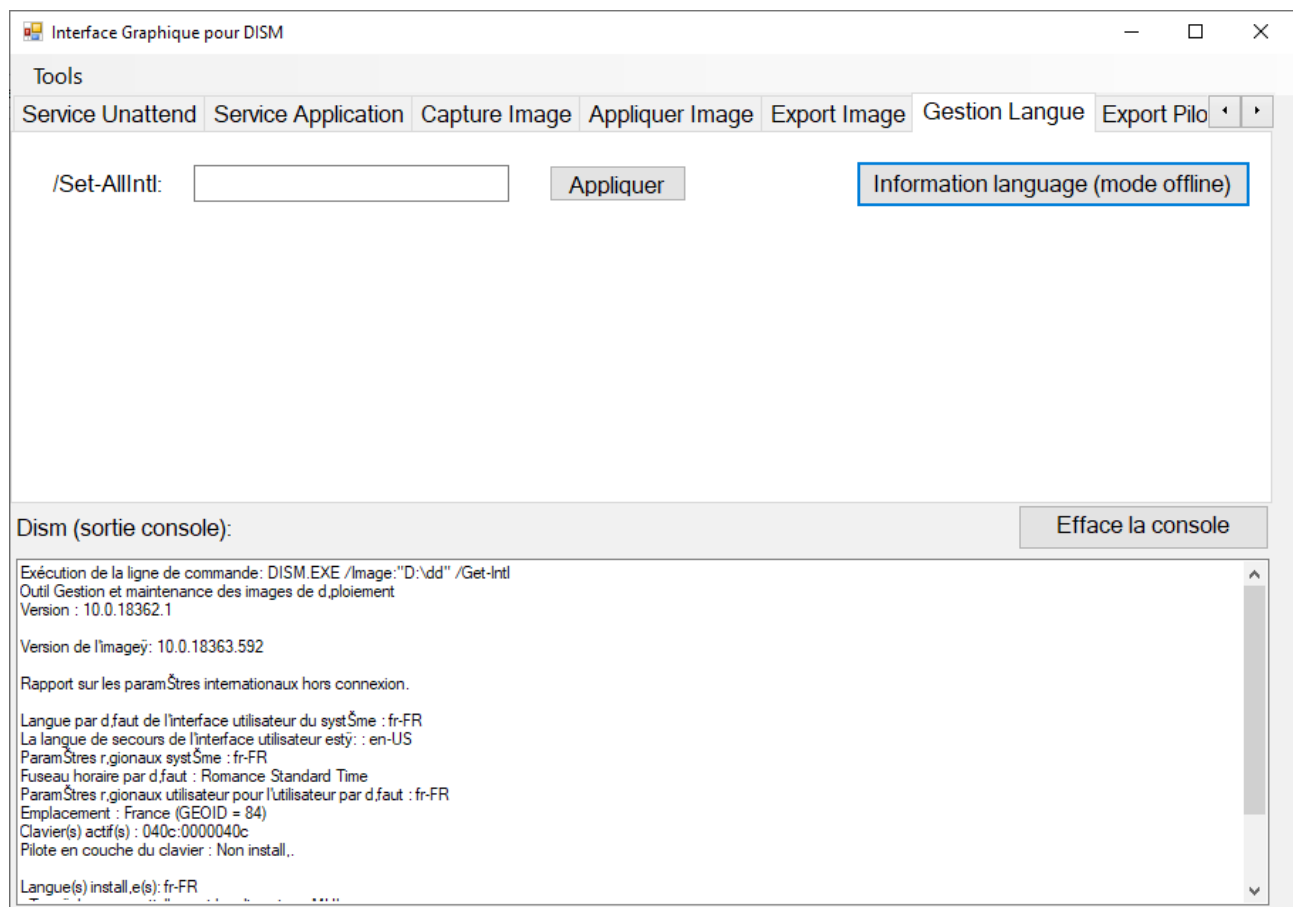 Interface Graphique pour DISM
Tools
Service Unattend Service Application Capture Image Appliquer Image Export Image Gestion Langue Export Pilo
/Set-AllIntl: Appliquer Information language (mode offline)
Dism (sortie console): Efface la console
Exécution de la ligne de commande: DISM.EXE /Image:"D:\dd" /Get-Intl
Outil Gestion et maintenance des images de d‚ploiement
Version : 10.0.18362.1
Version de l'imageÿ: 10.0.18363.592
Rapport sur les paramŠtres internationaux hors connexion.
Langue par d‚faut de l'interface utilisateur du systŠme : fr-FR
La langue de secours de l'interface utilisateur estÿ: : en-US
ParamŠtres r‚gionaux systŠme : fr-FR
Fuseau horaire par d‚faut : Romance Standard Time
ParamŠtres r‚gionaux utilisateur pour l'utilisateur par d‚faut : fr-FR
Emplacement : France (GEOID = 84)
Clavier(s) actif(s) : 040c:0000040c
Pilote en couche du clavier : Non install‚.
Langue(s) install‚e(s): fr-FR